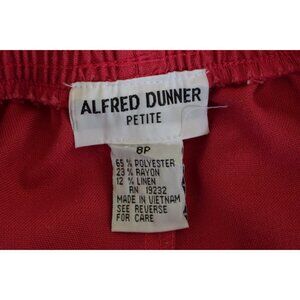 ALFRED DUNNER
PETITE
8P
65 % POLYESTER
23 % RAYON
12 % LINEN
RN 19232
MADE IN VIETNAM
SEE REVERSE
FOR CARE